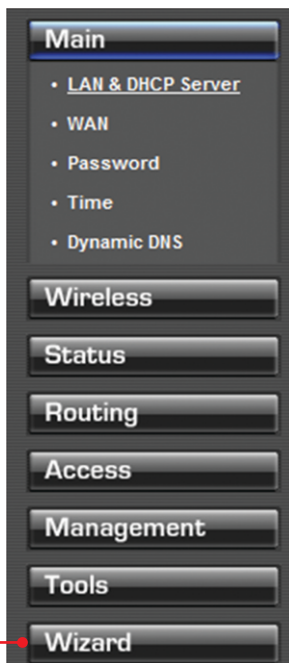 Main
• LAN & DHCP Server
• WAN
• Password
• Time
• Dynamic DNS
Wireless
Status
Routing
Access
Management
Tools
Wizard